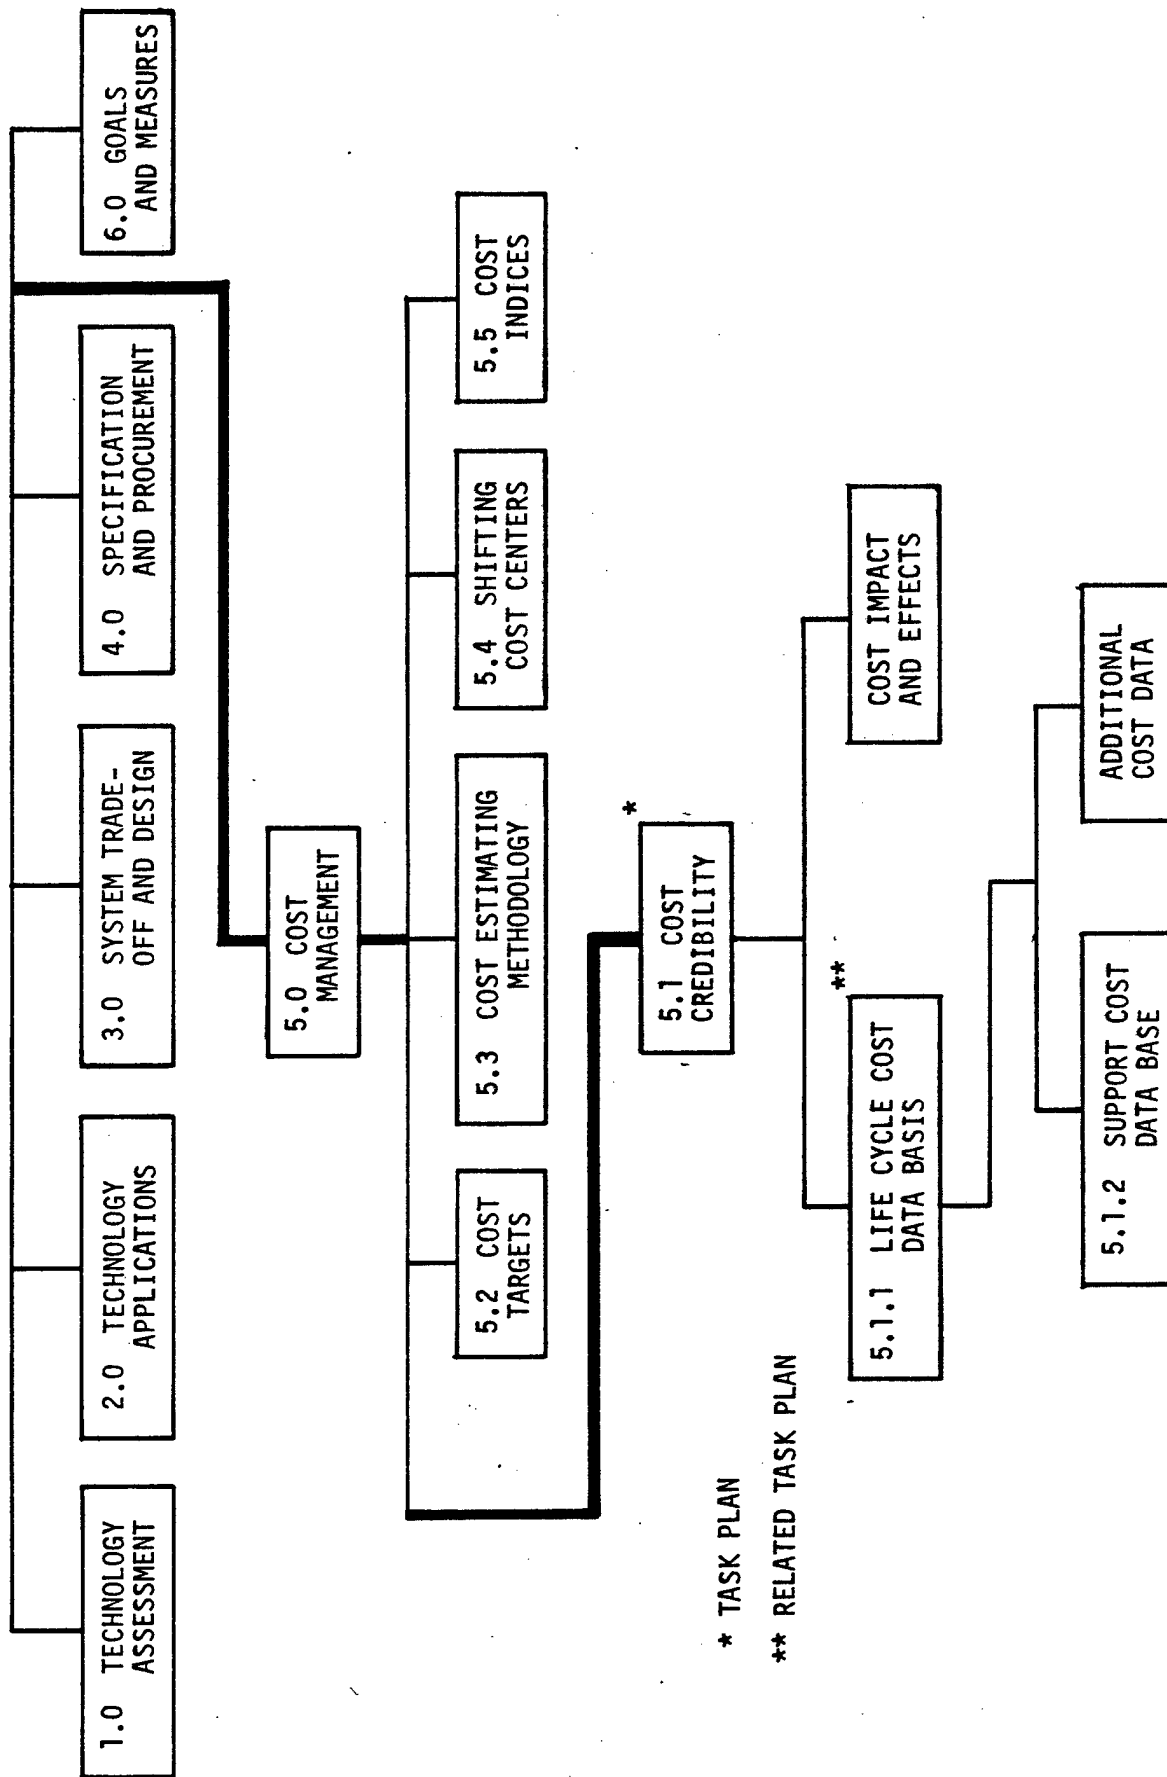 1.0 TECHNOLOGY
ASSESSMENT
2.0 TECHNOLOGY
APPLICATIONS
3.0 SYSTEM TRADE-
OFF AND DESIGN
4.0 SPECIFICATION
AND PROCUREMENT
6.0 GOALS
AND MEASURES
5.0 COST
MANAGEMENT
5.2 COST
TARGETS
5.3 COST ESTIMATING
METHODOLOGY
5.4 SHIFTING
COST CENTERS
5.5 COST
INDICES
*
5.1 COST
CREDIBILITY
* TASK PLAN
** RELATED TASK PLAN
**
5.1.1 LIFE CYCLE COST
DATA BASIS
COST IMPACT
AND EFFECTS
5.1.2 SUPPORT COST
DATA BASE
ADDITIONAL
COST DATA